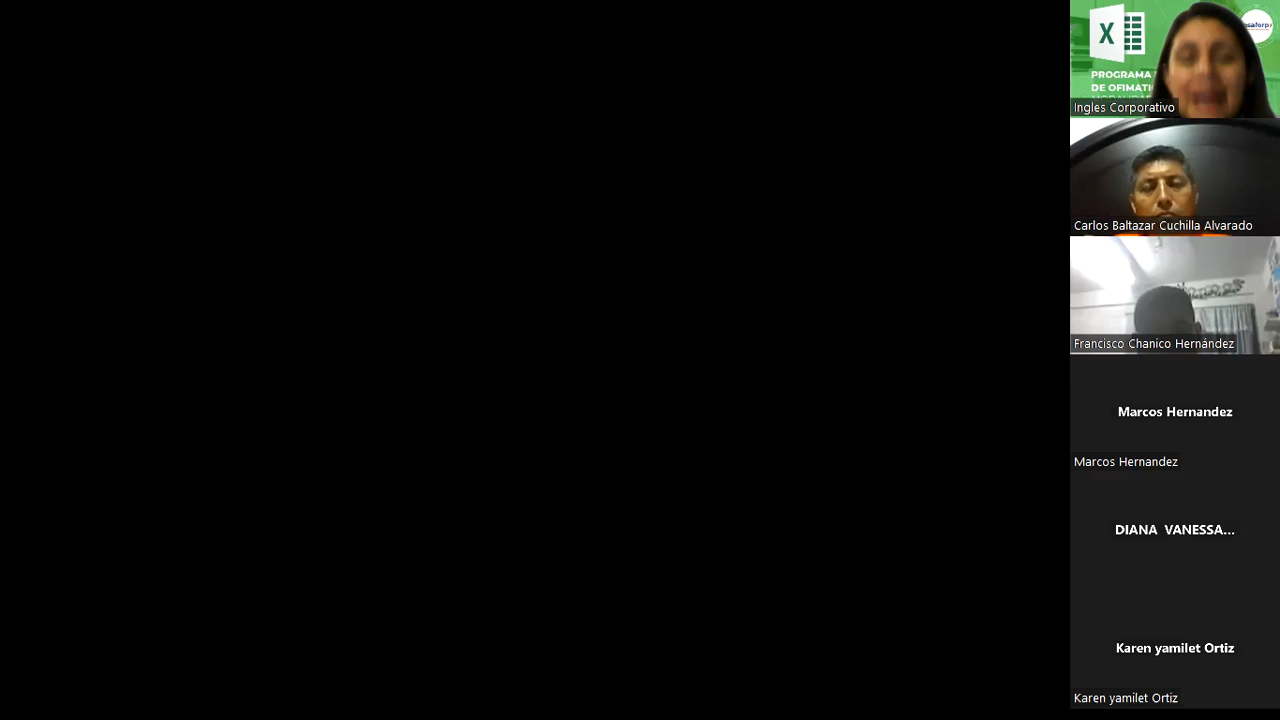 X
PROGRAMA
DE OFIMATI
Ingles Corporativo
Carlos Baltazar Cuchilla Alvarado
Francisco Chanico Hernández
Marcos Hernandez
Marcos Hernandez
DIANA VANESSA...
Karen yamilet Ortiz
Karen yamilet Ortiz